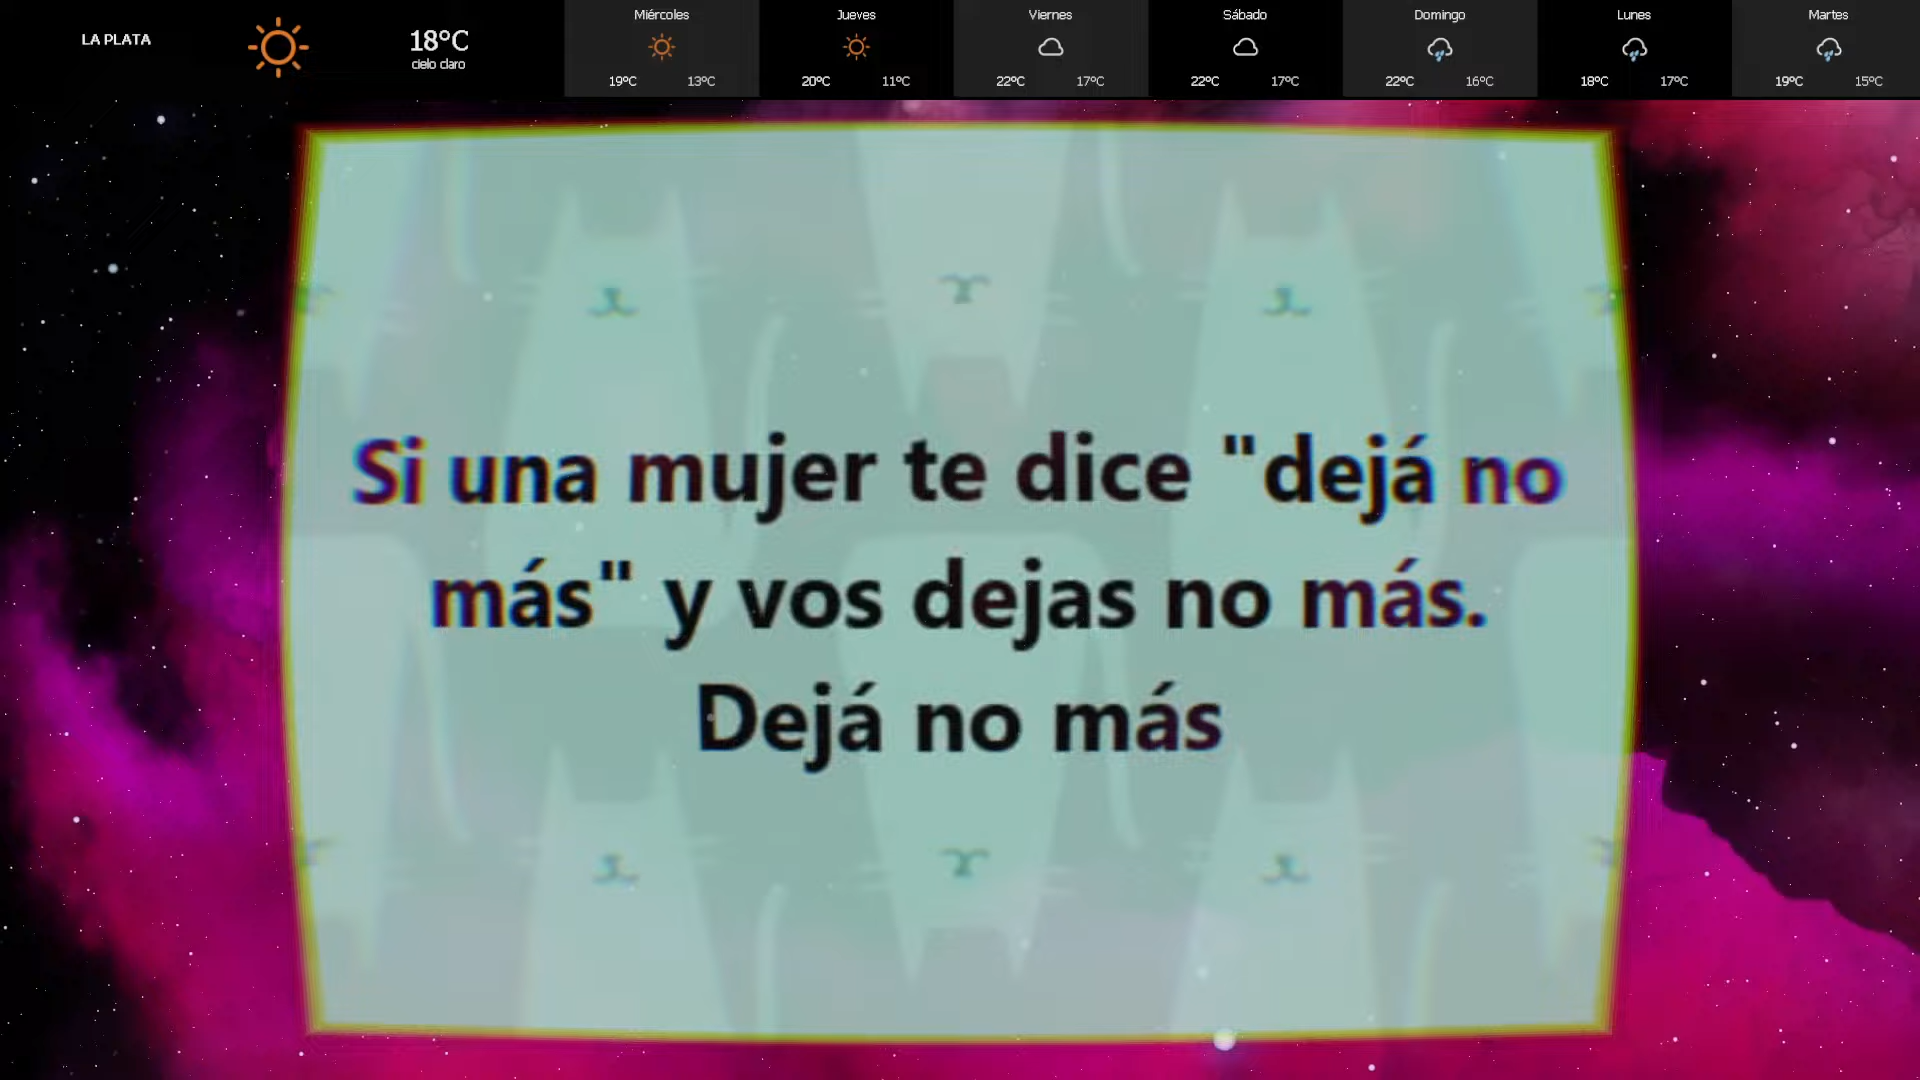 LA PLATA
18°C
cielo claro
Miércoles
19°C 13°C
Jueves
20°C 11°C
Viernes
22°C 17°C
Sábado
22°C 17°C
Domingo
22°C 16°C
Lunes
18°C 17°C
Martes
19°C 15°C
Si una mujer te dice "dejá no
más" y vos dejas no más.
Dejá no más